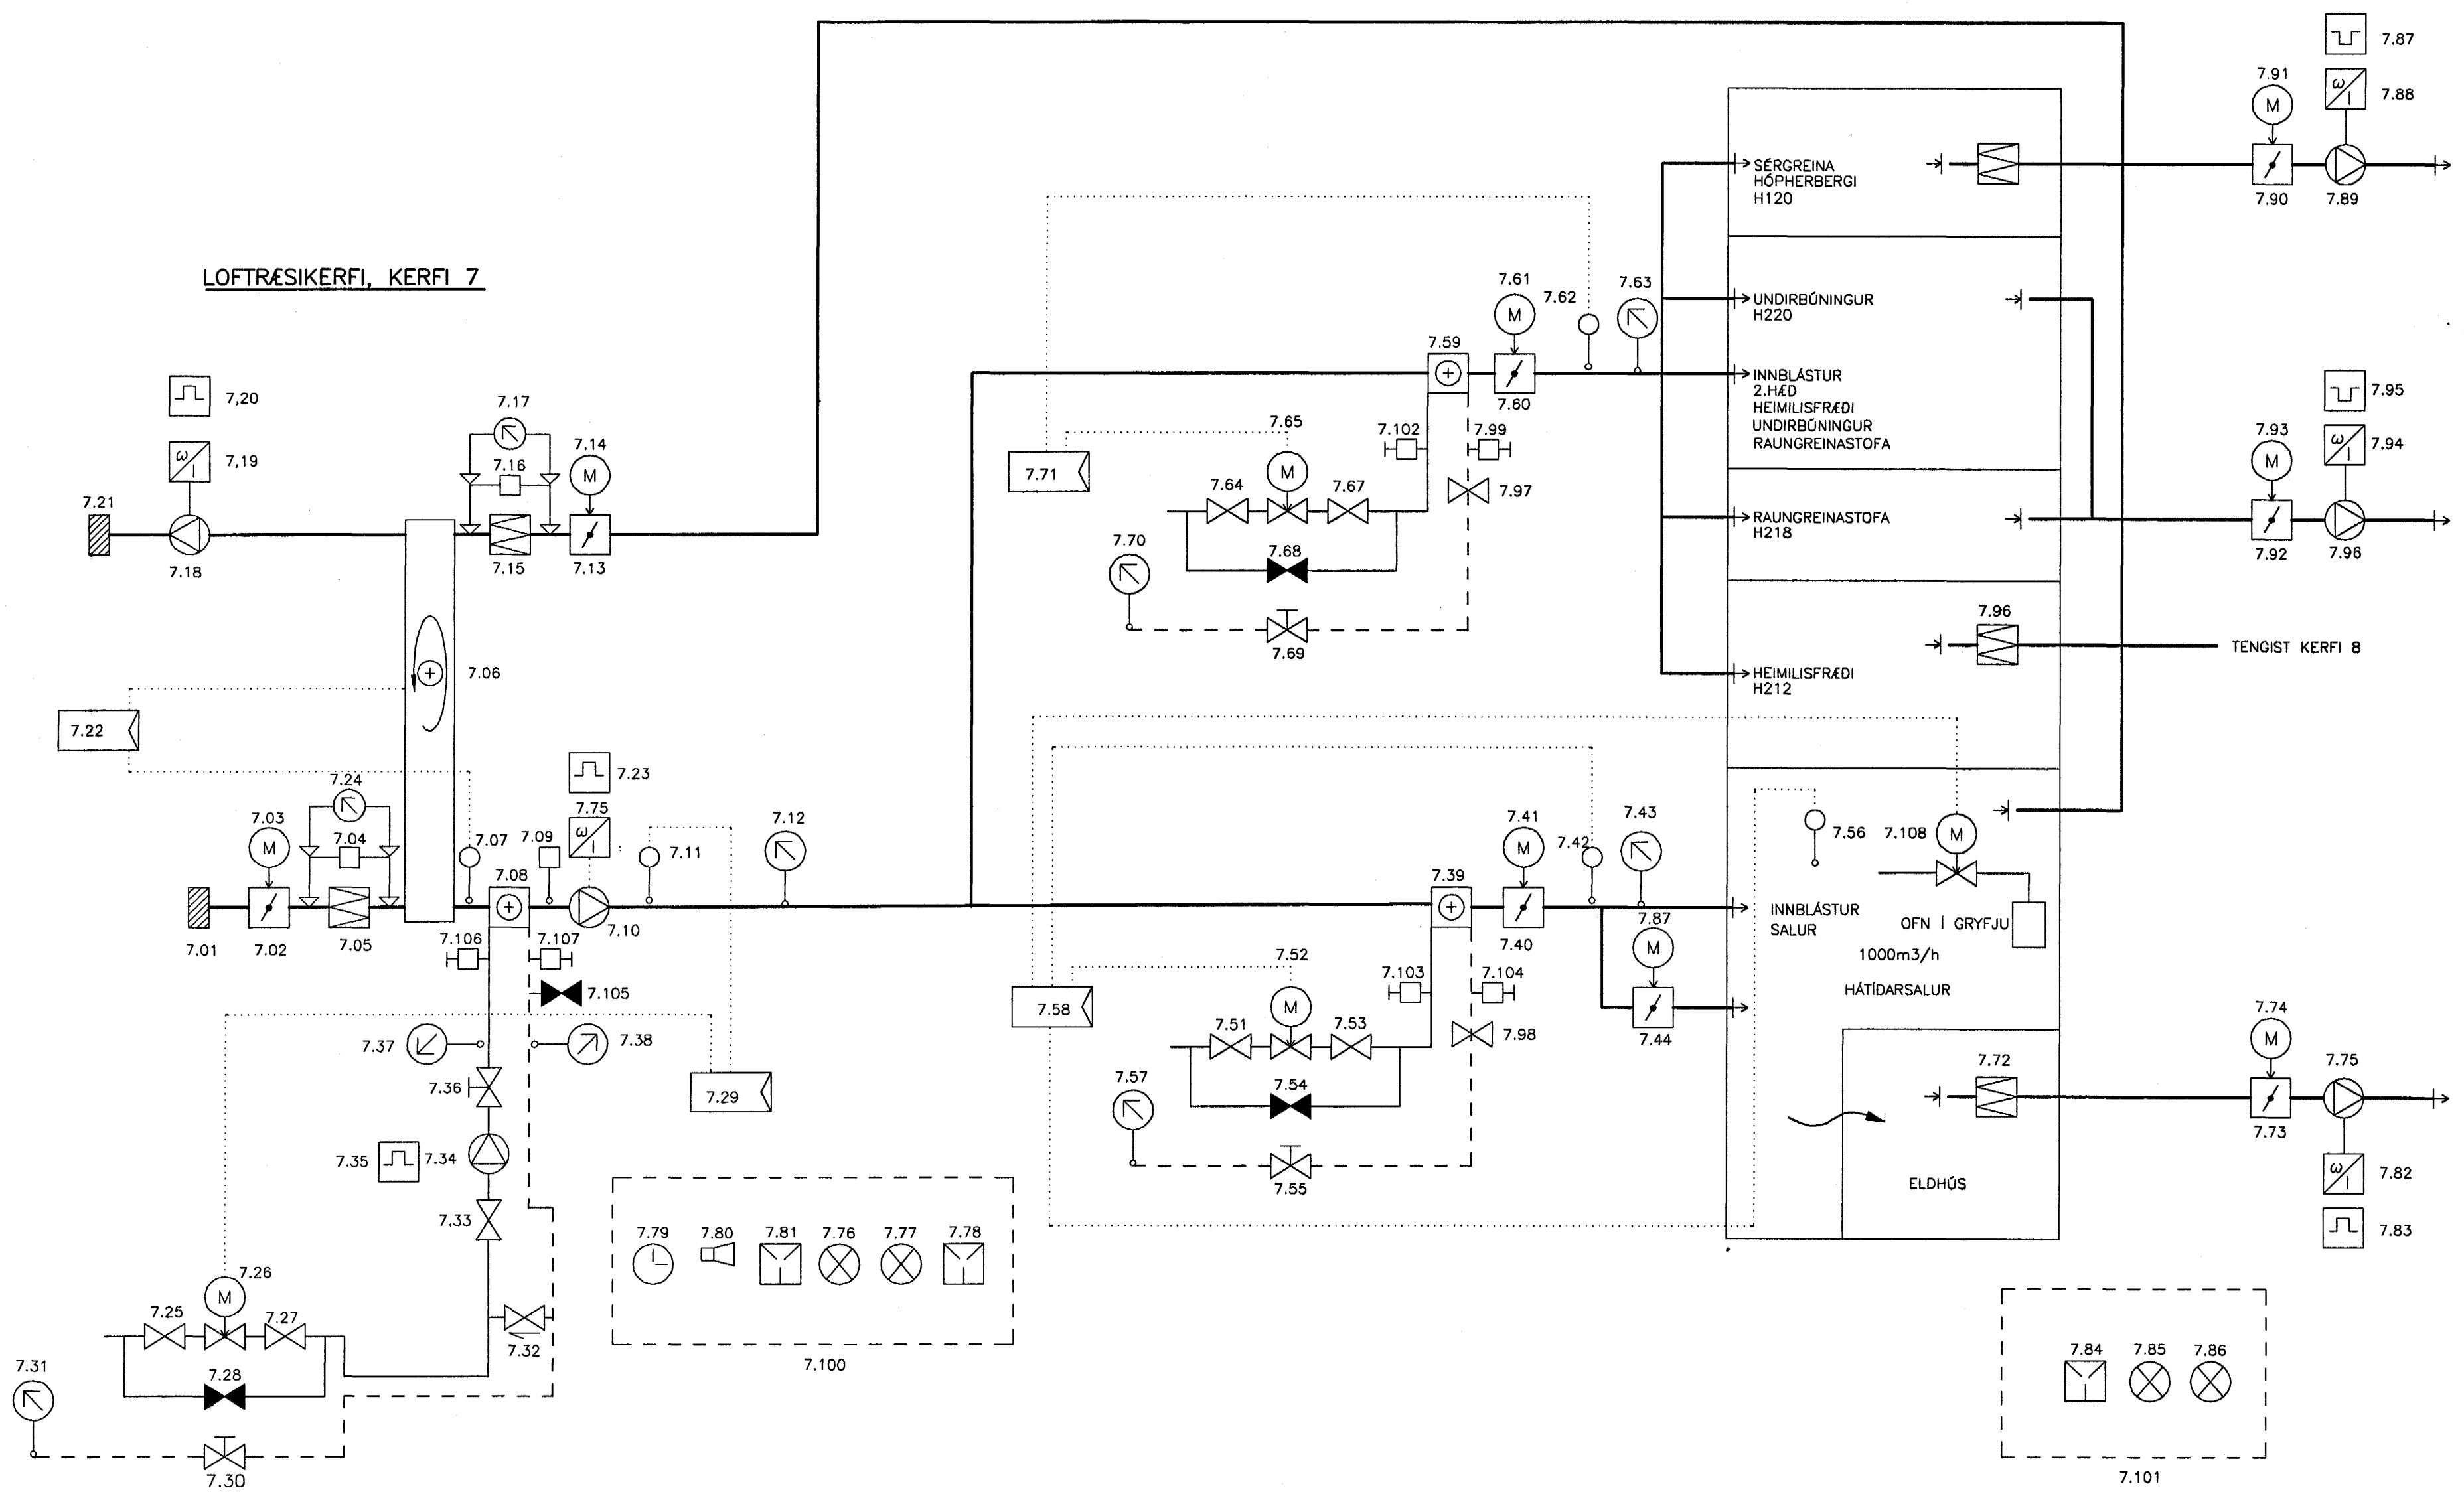 LOFTRÆSIKERFI, KERFI 7
7.87
7.91
ω
I
7.88
M
SÉRGREINA
HÓPHERBERGI
H120
7.90
7.89
7.61
7.62
7.63
M
UNDIRBÚNINGUR
H220
7.59
INNBLÁSTUR
2.HÆÐ
HEIMILISFRÆÐI
UNDIRBÚNINGUR
RAUNGREINASTOFA
7.60
7.95
7.93
ω
I
7.94
M
7,20
7.17
7.14
7,19
ω
I
7.16
M
7.21
7.18
7.15
7.13
7.65
7.102
7.99
7.71
M
7.64
7.67
7.97
RAUNGREINASTOFA
H218
7.92
7.96
7.70
7.68
7.69
7.96
TENGIST KERFI 8
HEIMILISFRÆÐI
H212
7.06
7.22
7.23
7.24
7.75
ω
I
7.03
M
7.04
7.07
7.09
7.11
7.12
7.08
7.01
7.02
7.05
7.10
7.106
7.107
7.105
7.41
M
7.42
7.43
7.39
7.40
7.87
M
7.44
7.56
7.108
M
INNBLÁSTUR
SALUR
OFN Í GRYFJU
1000m3/h
HÁTÍÐARSALUR
7.52
7.103
7.104
7.58
M
7.51
7.53
7.98
7.57
7.54
7.55
7.37
7.38
7.36
7.29
7.35
7.34
7.33
7.74
M
7.75
7.72
7.73
ω
I
7.82
7.83
ELDHÚS
7.79
7.80
7.81
7.76
7.77
7.78
7.100
7.26
M
7.25
7.27
7.32
7.28
7.31
7.30
7.84
7.85
7.86
7.101